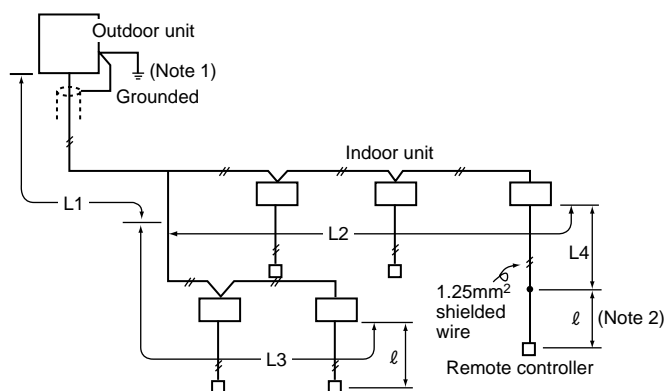 Outdoor unit
(Note 1)
Grounded
Indoor unit
L1
L2
L4
1.25mm²
shielded
wire
ℓ (Note 2)
L3
ℓ
Remote controller